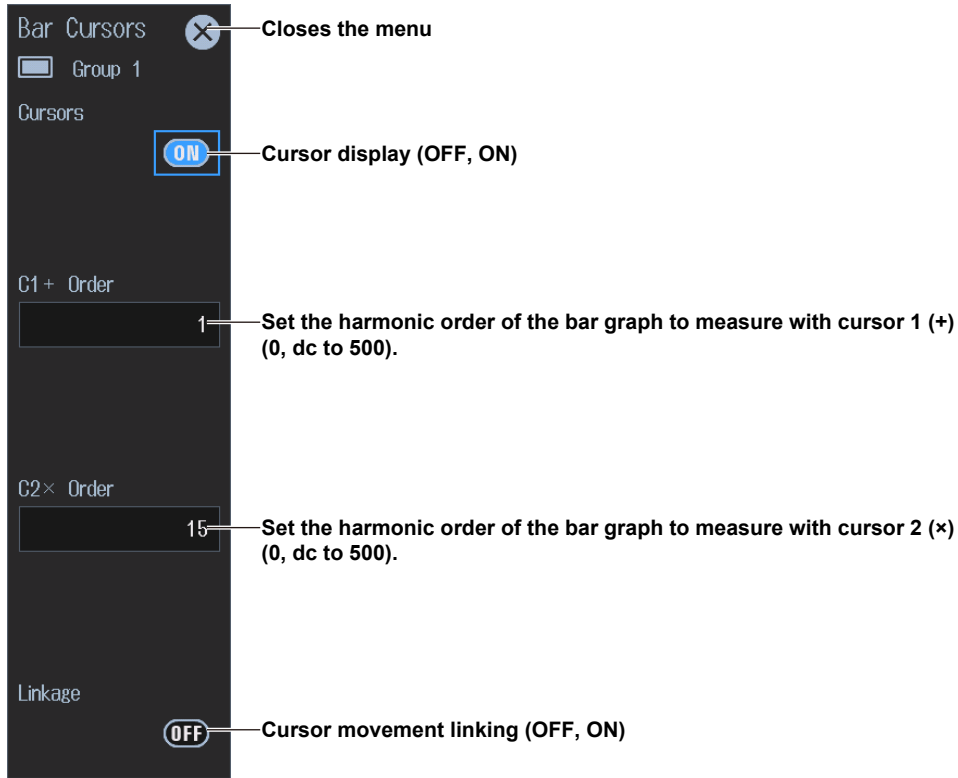 Bar Cursors
Closes the menu
Group 1
Cursors
ON
Cursor display (OFF, ON)
C1+ Order
1
Set the harmonic order of the bar graph to measure with cursor 1 (+)
(0, dc to 500).
C2× Order
15
Set the harmonic order of the bar graph to measure with cursor 2 (×)
(0, dc to 500).
Linkage
OFF
Cursor movement linking (OFF, ON)